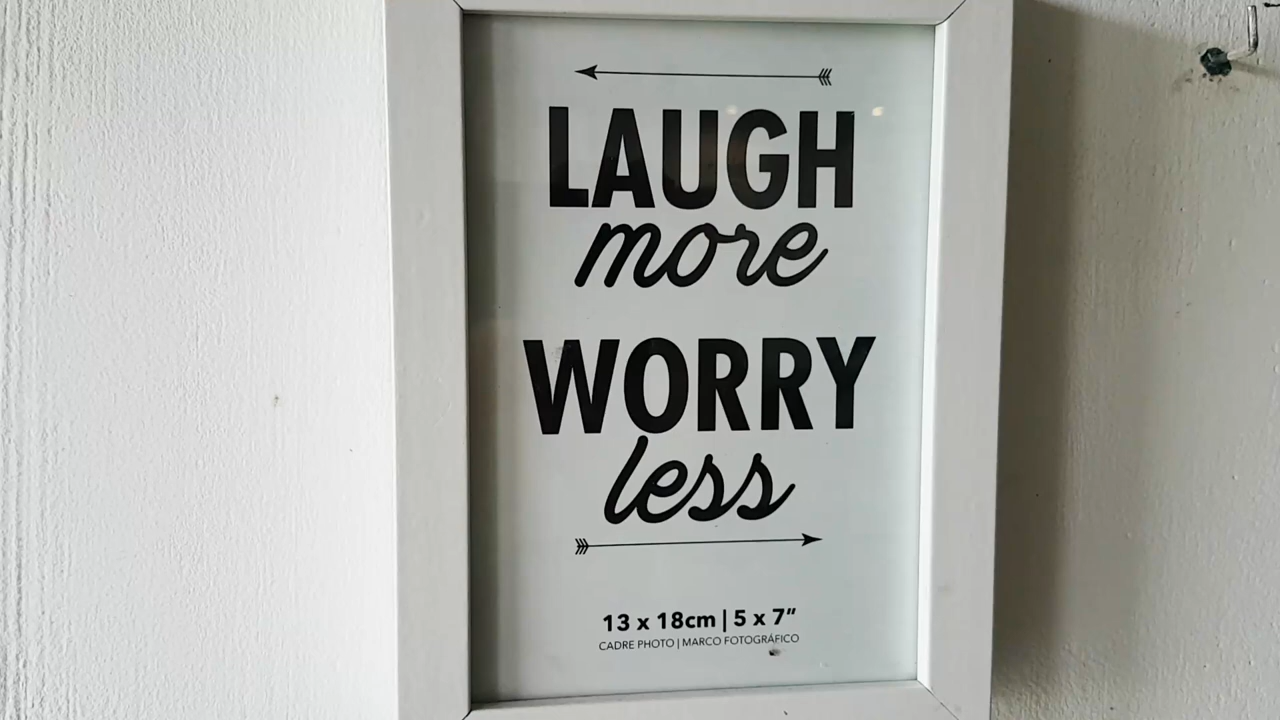 LAUGH
more
WORRY
less
13 x 18cm | 5 x 7”
CADRE PHOTO | MARCO FOTOGRÁFICO